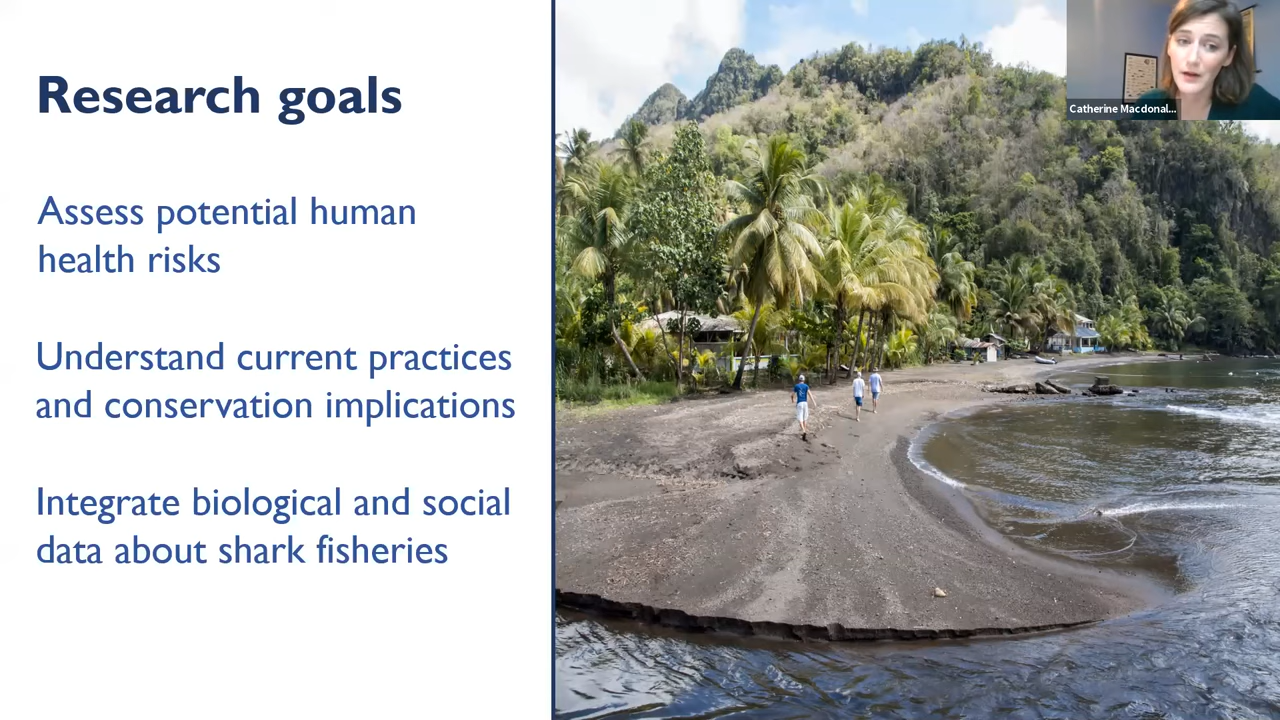 Research goals
Assess potential human
health risks
Understand current practices
and conservation implications
Integrate biological and social
data about shark fisheries
Catherine Macdonal...